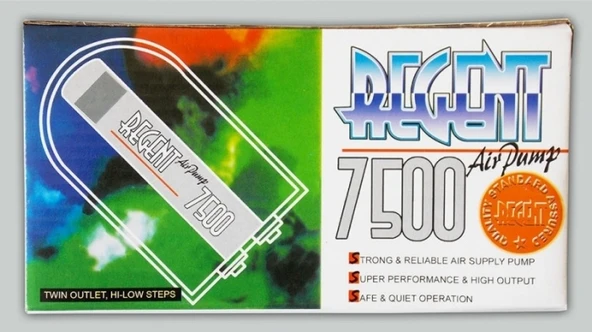 REGENT
Air Pump
7500
TWIN OUTLET, HI-LOW STEPS
REGENT
Air Pump
7500
QUALITY STANDARD ASSURED
REGENT
STRONG & RELIABLE AIR SUPPLY PUMP
SUPER PERFORMANCE & HIGH OUTPUT
SAFE & QUIET OPERATION